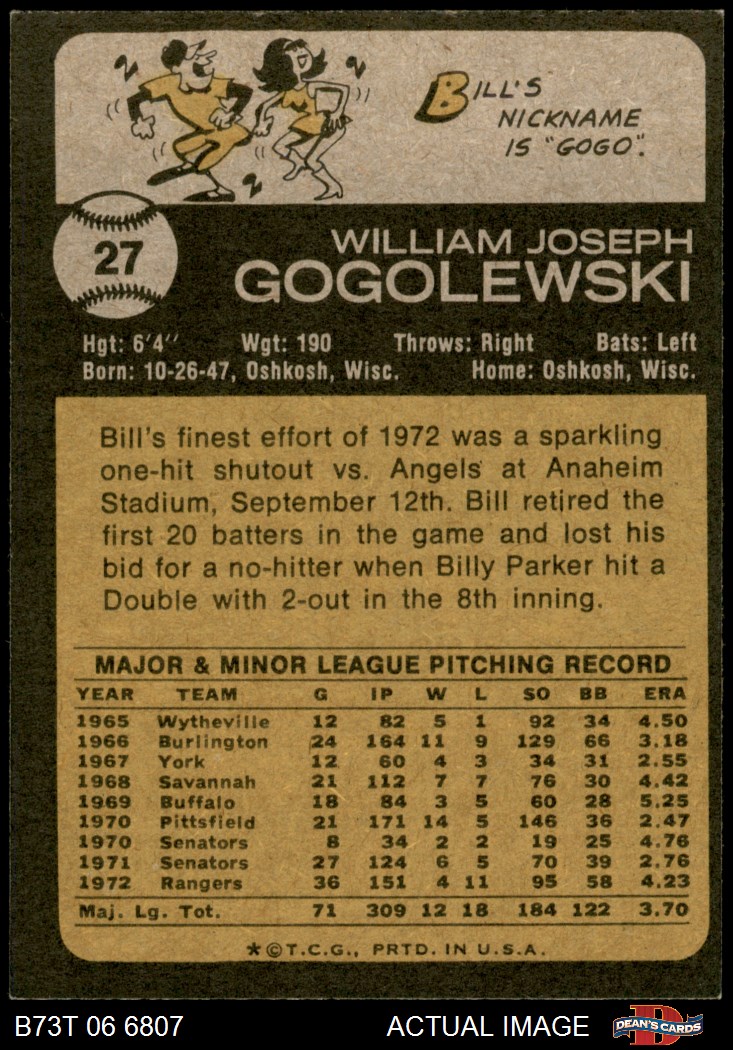 BILL'S
NICKNAME
IS "GOGO".
27
WILLIAM JOSEPH
GOGOLEWSKI
Hgt: 6'4" Wgt: 190 Throws: Right Bats: Left
Born: 10-26-47, Oshkosh, Wisc. Home: Oshkosh, Wisc.
Bill's finest effort of 1972 was a sparkling
one-hit shutout vs. Angels at Anaheim
Stadium, September 12th. Bill retired the
first 20 batters in the game and lost his
bid for a no-hitter when Billy Parker hit a
Double with 2-out in the 8th inning.
MAJOR & MINOR LEAGUE PITCHING RECORD
YEAR TEAM G IP W L SO BB ERA
1965 Wytheville 12 82 5 1 92 34 4.50
1966 Burlington 24 164 11 9 129 66 3.18
1967 York 12 60 4 3 34 31 2.55
1968 Savannah 21 112 7 7 76 30 4.42
1969 Buffalo 18 84 3 5 60 28 5.25
1970 Pittsfield 21 171 14 5 146 36 2.47
1970 Senators 8 34 2 2 19 25 4.76
1971 Senators 27 124 6 5 70 39 2.76
1972 Rangers 36 151 4 11 95 58 4.23
Maj. Lg. Tot. 71 309 12 18 184 122 3.70
*©T.C.G., PRTD. IN U.S.A.
B73T 06 6807 ACTUAL IMAGE D DEAN'S CARDS